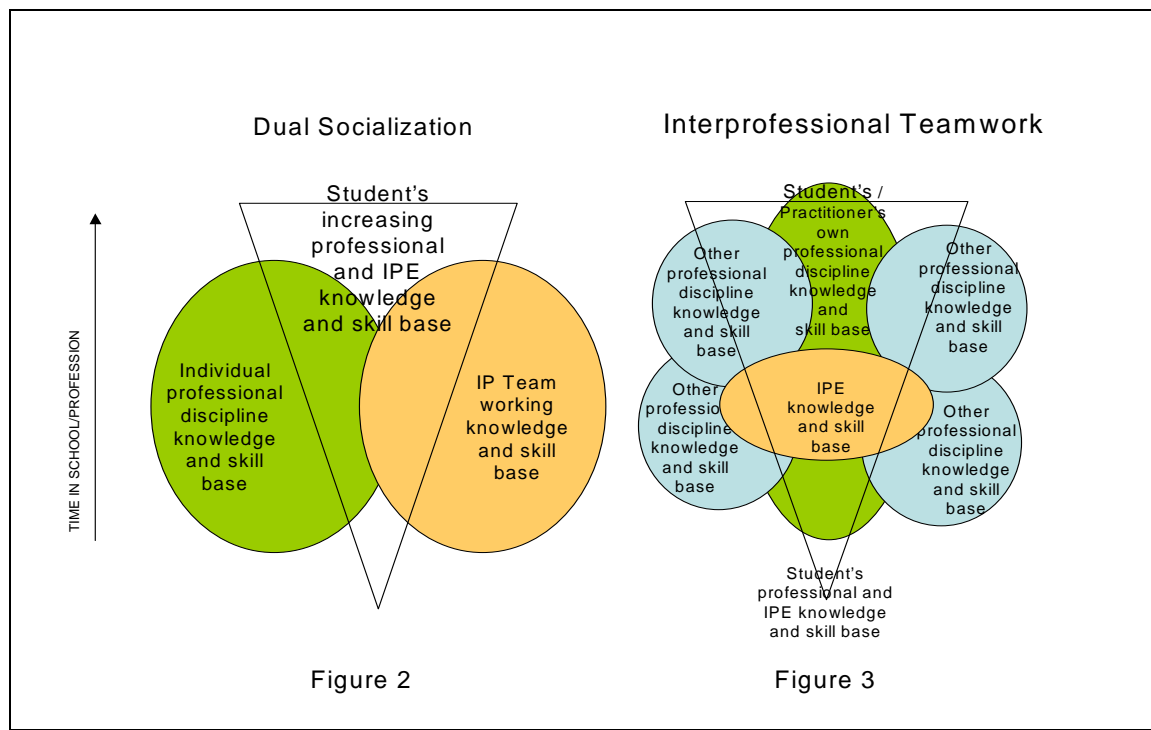 Dual Socialization
Student's
increasing
professional
and IPE
knowledge
and skill base
Individual
professional
discipline
knowledge
and skill
base
IP Team
working
knowledge
and skill
base
TIME IN SCHOOL/PROFESSION
Figure 2
Interprofessional Teamwork
Student's /
Practitioner's
own
professional
discipline
knowledge
and
skill base
Other
professional
discipline
knowledge
and skill
base
Other
professional
discipline
knowledge
and skill
base
IPE
knowledge
and skill
base
Other
professional
discipline
knowledge
and skill
base
Other
professional
discipline
knowledge
and skill
base
Student's
professional and
IPE knowledge
and skill base
Figure 3